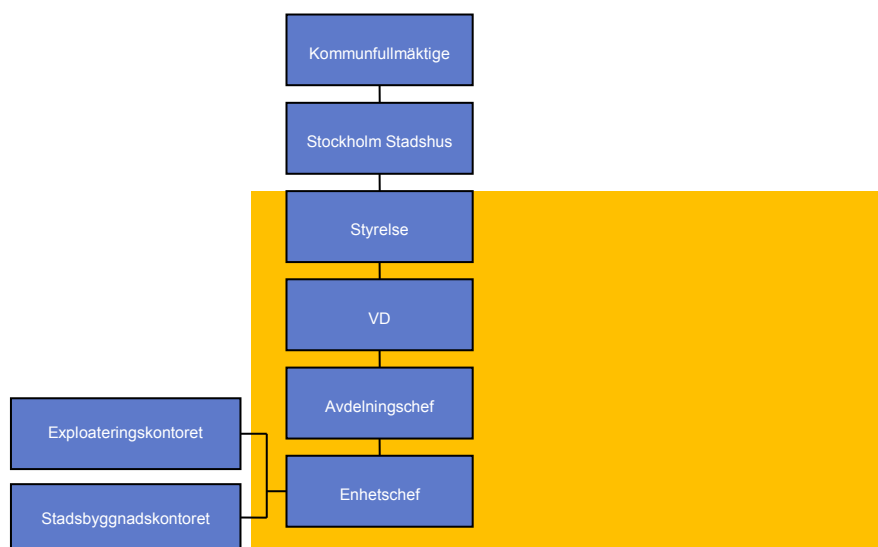 Kommunfullmäktige
Stockholm Stadshus
Styrelse
VD
Avdelningschef
Exploateringskontoret
Enhetschef
Stadsbyggnadskontoret